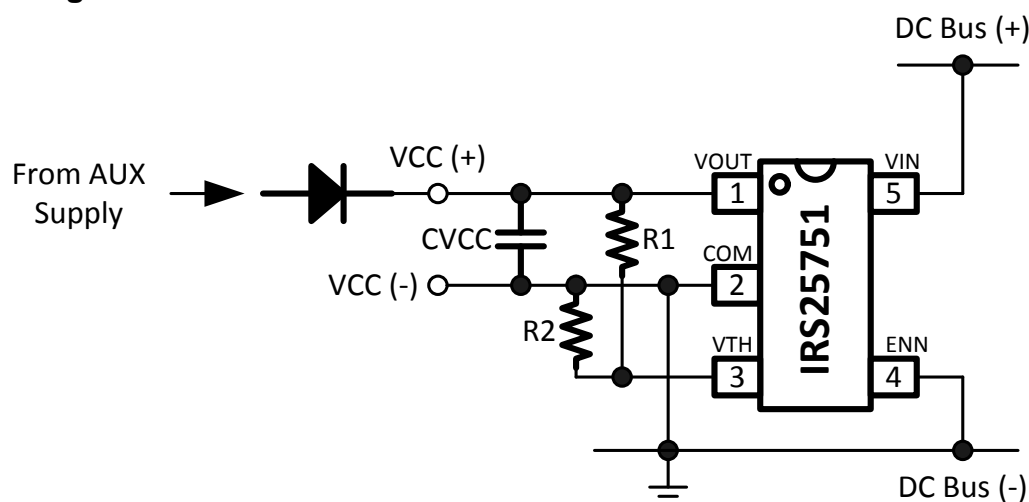 DC Bus (+)
From AUX
Supply
VCC (+)
VOUT
VIN
1
5
CVCC
R1
COM
2
VCC (-)
R2
IRS25751
VTH
ENN
3
4
DC Bus (-)